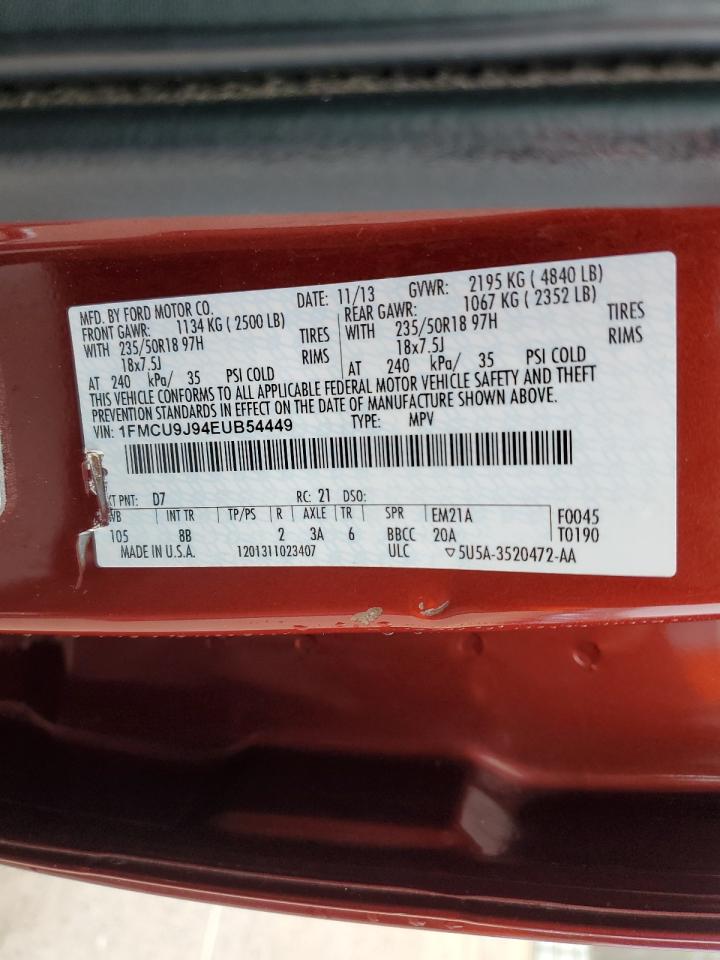 MFD. BY FORD MOTOR CO. DATE: 11/13 GVWR: 2195 KG ( 4840 LB)
FRONT GAWR: 1134 KG ( 2500 LB) REAR GAWR: 1067 KG ( 2352 LB)
WITH 235/50R18 97H TIRES WITH 235/50R18 97H TIRES
18x7.5J RIMS 18x7.5J RIMS
AT 240 kPa/ 35 PSI COLD AT 240 kPa/ 35 PSI COLD
THIS VEHICLE CONFORMS TO ALL APPLICABLE FEDERAL MOTOR VEHICLE SAFETY AND THEFT
PREVENTION STANDARDS IN EFFECT ON THE DATE OF MANUFACTURE SHOWN ABOVE.
VIN: 1FMCU9J94EUB54449 TYPE: MPV
PNT: D7 RC: 21 DSO:
WB INT TR TP/PS R AXLE TR SPR EM21A F0045
105 8B 2 3A 6 BBCC 20A T0190
MADE IN U.S.A. 1201311023407 ULC ▽5U5A-3520472-AA